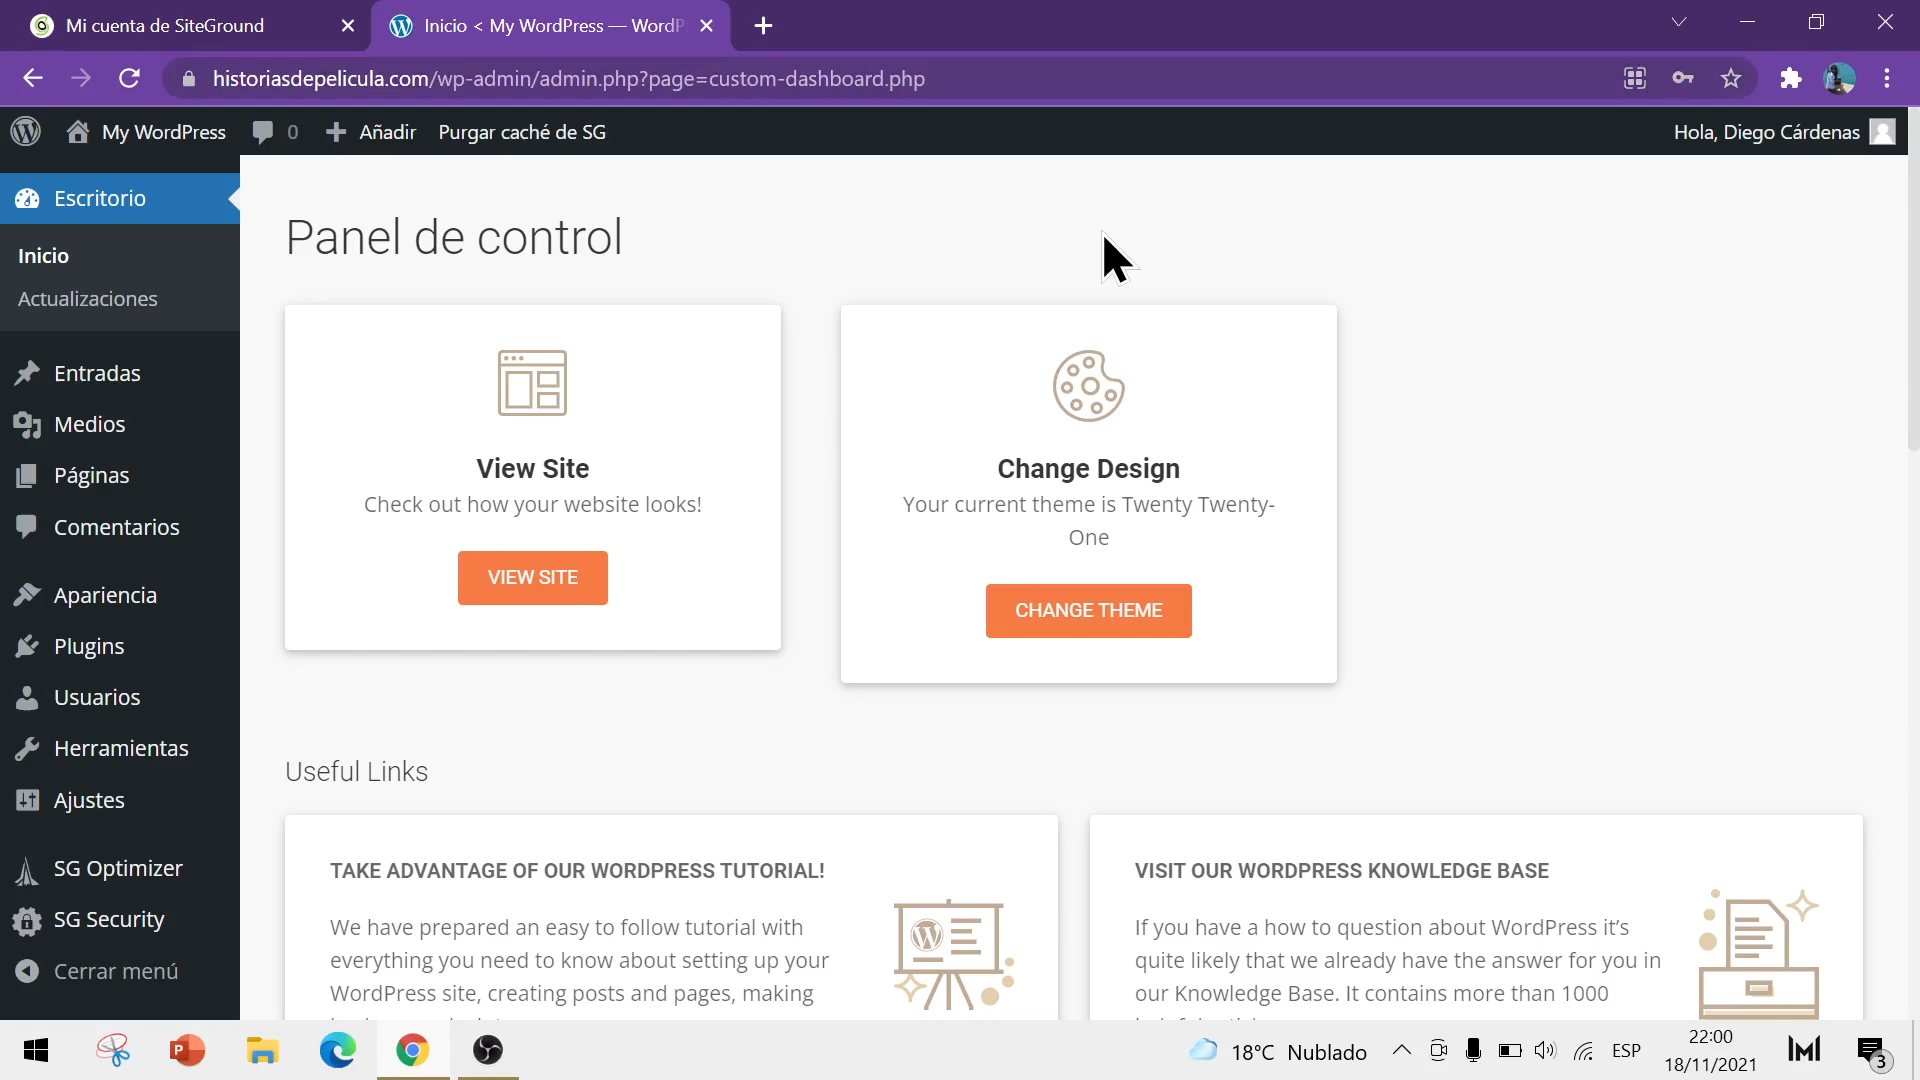 Mi cuenta de SiteGround
Inicio < My WordPress — WordP
historiasdepelicula.com/wp-admin/admin.php?page=custom-dashboard.php
My WordPress 0 Añadir Purgar caché de SG Hola, Diego Cárdenas
Escritorio
Inicio
Actualizaciones
Entradas
Medios
Páginas
Comentarios
Apariencia
Plugins
Usuarios
Herramientas
Ajustes
SG Optimizer
SG Security
Cerrar menú
Panel de control
View Site
Check out how your website looks!
VIEW SITE
Change Design
Your current theme is Twenty Twenty-
One
CHANGE THEME
Useful Links
TAKE ADVANTAGE OF OUR WORDPRESS TUTORIAL!
We have prepared an easy to follow tutorial with
everything you need to know about setting up your
WordPress site, creating posts and pages, making
VISIT OUR WORDPRESS KNOWLEDGE BASE
If you have a how to question about WordPress it's
quite likely that we already have the answer for you in
our Knowledge Base. It contains more than 1000
18°C Nublado
ESP
22:00
18/11/2021
3